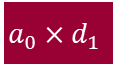 a₀ × d₁